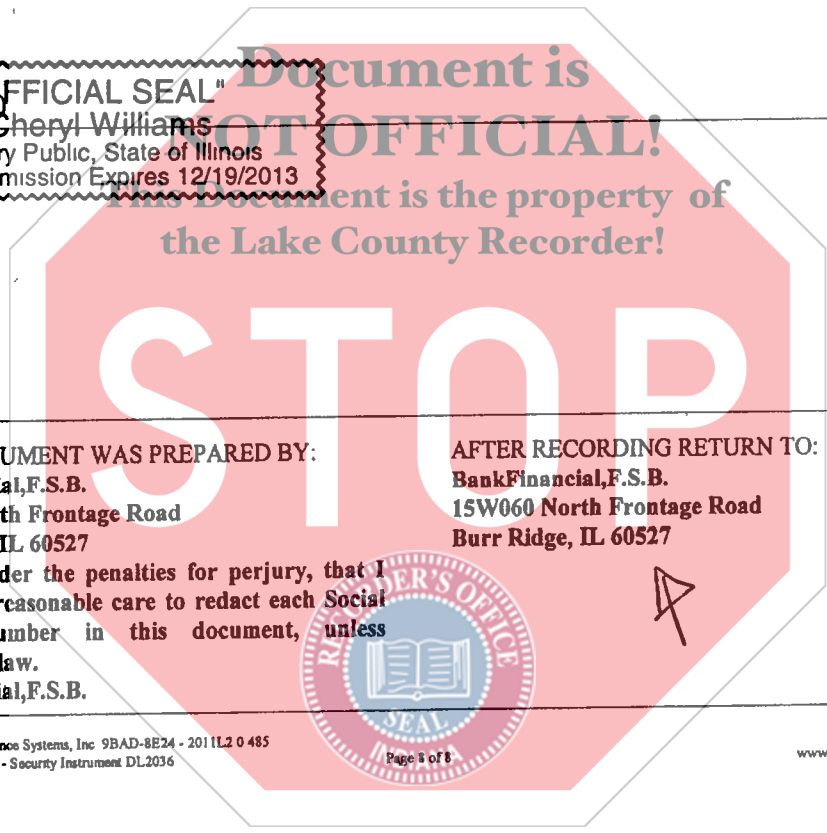 Document is
NOT OFFICIAL!
This Document is the property of
the Lake County Recorder!
FFICIAL SEAL"
Cheryl Williams
ry Public, State of Illinois
mission Expires 12/19/2013
STOP
UMENT WAS PREPARED BY:
al,F.S.B.
th Frontage Road
IL 60527
der the penalties for perjury, that I
reasonable care to redact each Social
umber in this document, unless
law.
ial,F.S.B.
AFTER RECORDING RETURN TO:
BankFinancial,F.S.B.
15W060 North Frontage Road
Burr Ridge, IL 60527
RECORDER'S OFFICE
SEAL
INDIANA
nce Systems, Inc 9BAD-8E24 - 2011L2 0 485
- Security Instrument DL2036
Page 8 of 8
www